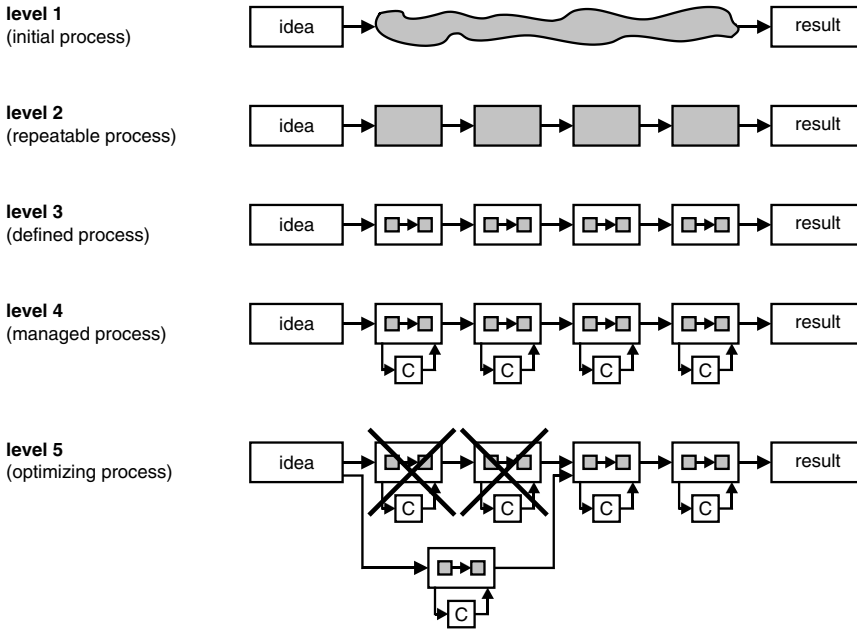 level 1
(initial process)
idea
result
level 2
(repeatable process)
idea
result
level 3
(defined process)
idea
result
level 4
(managed process)
idea
result
C
C
C
C
level 5
(optimizing process)
idea
result
C
C
C
C
C